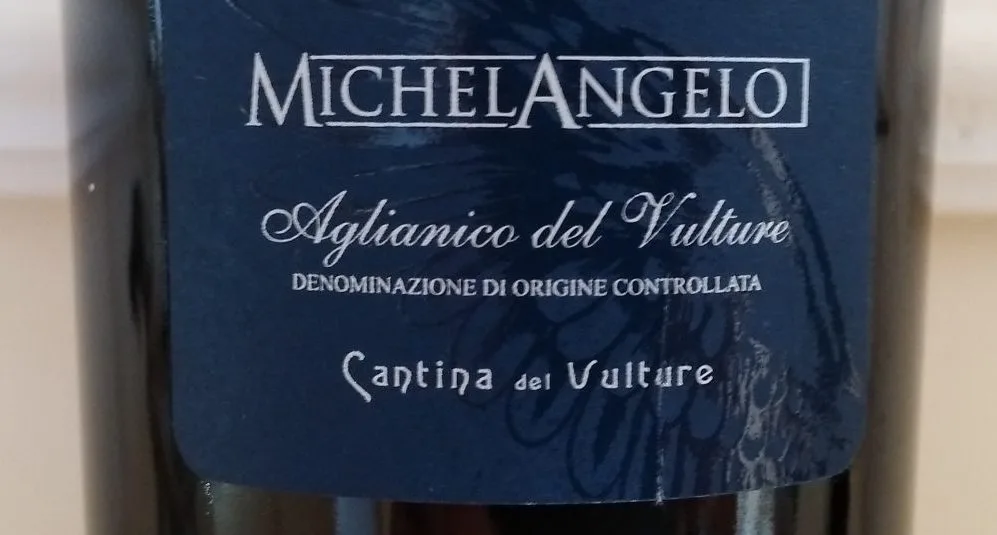 MICHELANGELO
Aglianico del Vulture
DENOMINAZIONE DI ORIGINE CONTROLLATA
Cantina del Vulture